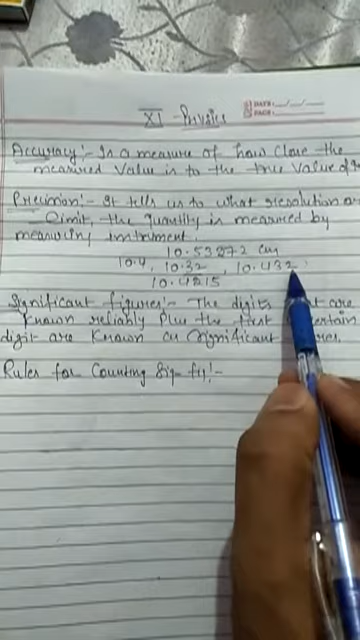 XI - Physics
DATE: __/__/__
PAGE:
Accuracy:- Is a measure of how close the
measured value is to the true value of
Precision:- It tells us to what resolution or
limit, the quantity is measured by
measuring instrument.
10.53272 cm
10.4, 10.32, 10.432
10.4215
Significant figures:- The digits that are
known reliably plus the first
digit are known as significant
Rules for Counting Sig fig:-